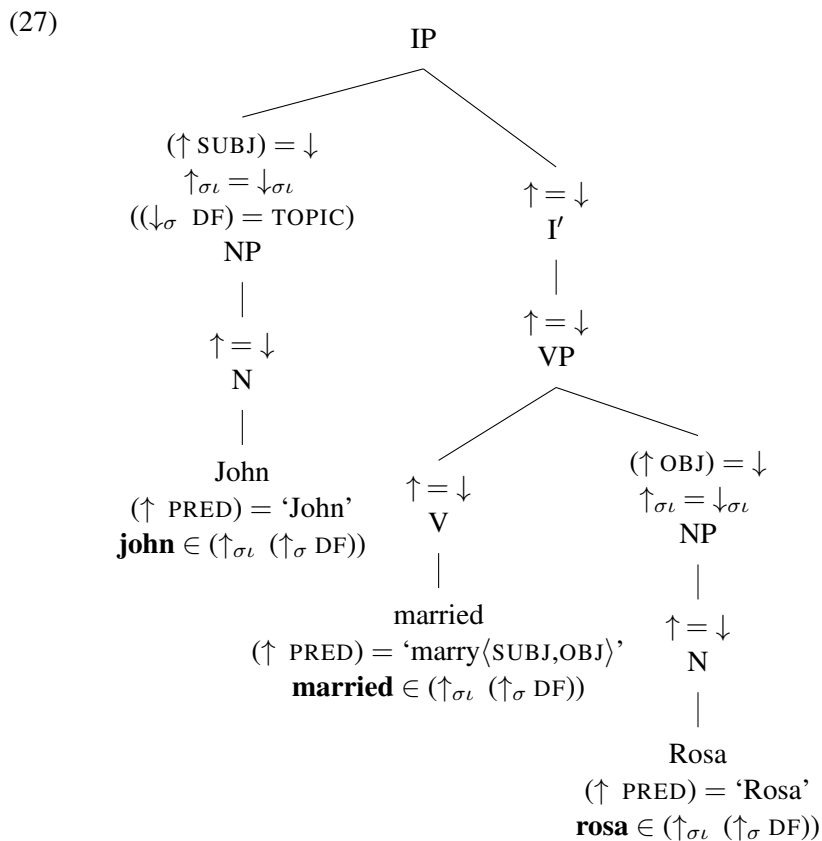 (27)
IP
(↑ SUBJ) = ↓
↑σι = ↓σι
((↓σ DF) = TOPIC)
NP
↑ = ↓
I′
↑ = ↓
N
↑ = ↓
VP
John
(↑ PRED) = ‘John’
john ∈ (↑σι (↑σ DF))
↑ = ↓
V
(↑ OBJ) = ↓
↑σι = ↓σι
NP
married
(↑ PRED) = ‘marry⟨SUBJ,OBJ⟩’
married ∈ (↑σι (↑σ DF))
↑ = ↓
N
Rosa
(↑ PRED) = ‘Rosa’
rosa ∈ (↑σι (↑σ DF))